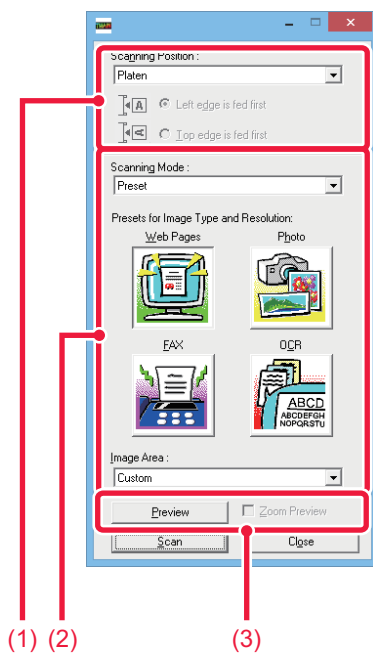 TWAIN
Scanning Position :
Platen
A
Left edge is fed first
A
Top edge is fed first
Scanning Mode :
Preset
Presets for Image Type and Resolution:
Web Pages Photo
FAX OCR
ABCD
ABCDEFGH
NOPQRSTU
Image Area :
Custom
Preview Zoom Preview
Scan Close
(1) (2) (3)